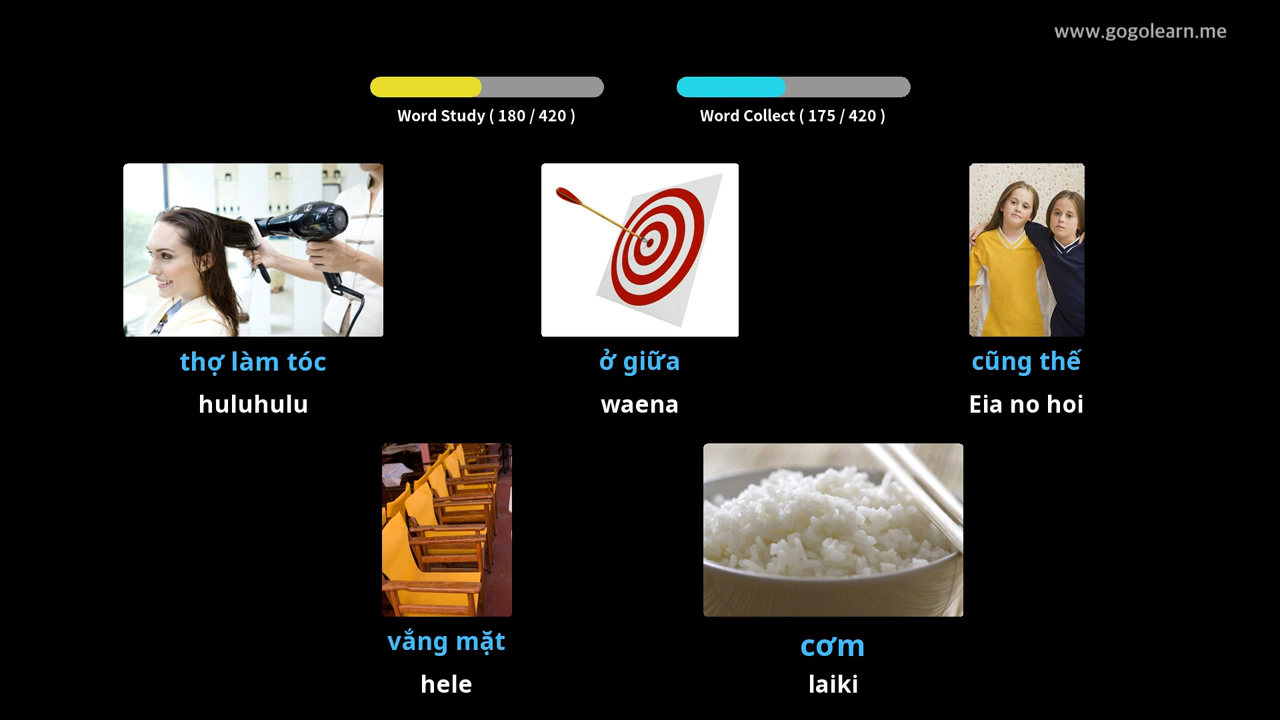 www.gogolearn.me
Word Study ( 180 / 420 )
Word Collect ( 175 / 420 )
thợ làm tóc
huluhulu
ở giữa
waena
cũng thế
Eia no hoi
vắng mặt
hele
cơm
laiki